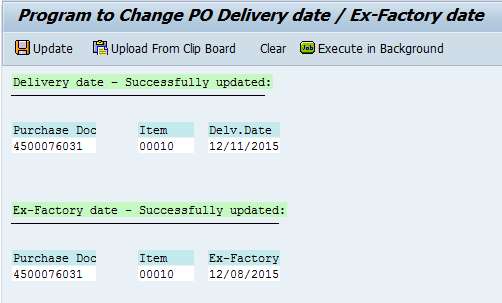 Program to Change PO Delivery date / Ex-Factory date
Update Upload From Clip Board Clear Job Execute in Background
Delivery date - Successfully updated:
Purchase Doc Item Delv.Date
4500076031 00010 12/11/2015
Ex-Factory date - Successfully updated:
Purchase Doc Item Ex-Factory
4500076031 00010 12/08/2015